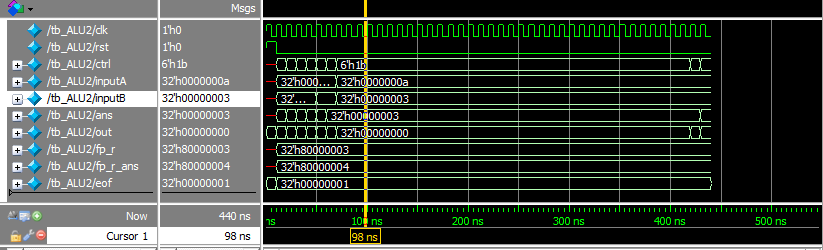 Msgs
/tb_ALU2/clk 1'h0
/tb_ALU2/rst 1'h0
/tb_ALU2/ctrl 6'h1b 6'h1b
/tb_ALU2/inputA 32'h0000000a 32'h000... 32'h0000000a
/tb_ALU2/inputB 32'h00000003 32'... 32'h00000003
/tb_ALU2/ans 32'h00000003 32'h00000003
/tb_ALU2/out 32'h00000000 32'h00000000
/tb_ALU2/fp_r 32'h80000003 32'h80000003
/tb_ALU2/fp_r_ans 32'h80000004 32'h80000004
/tb_ALU2/eof 32'h00000001 32'h00000001
Now 440 ns ns 100 ns 200 ns 300 ns 400 ns 500 ns
Cursor 1 98 ns 98 ns